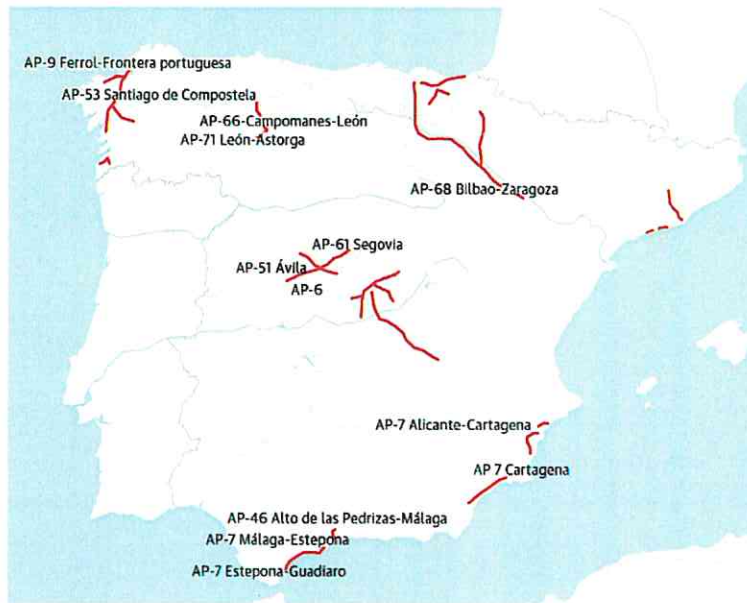 AP-9 Ferrol-Frontera portuguesa
AP-53 Santiago de Compostela
AP-66-Campomanes-León
AP-71 León-Astorga
AP-68 Bilbao-Zaragoza
AP-61 Segovia
AP-51 Ávila
AP-6
AP-7 Alicante-Cartagena
AP 7 Cartagena
AP-46 Alto de las Pedrizas-Málaga
AP-7 Málaga-Estepona
AP-7 Estepona-Guadiaro